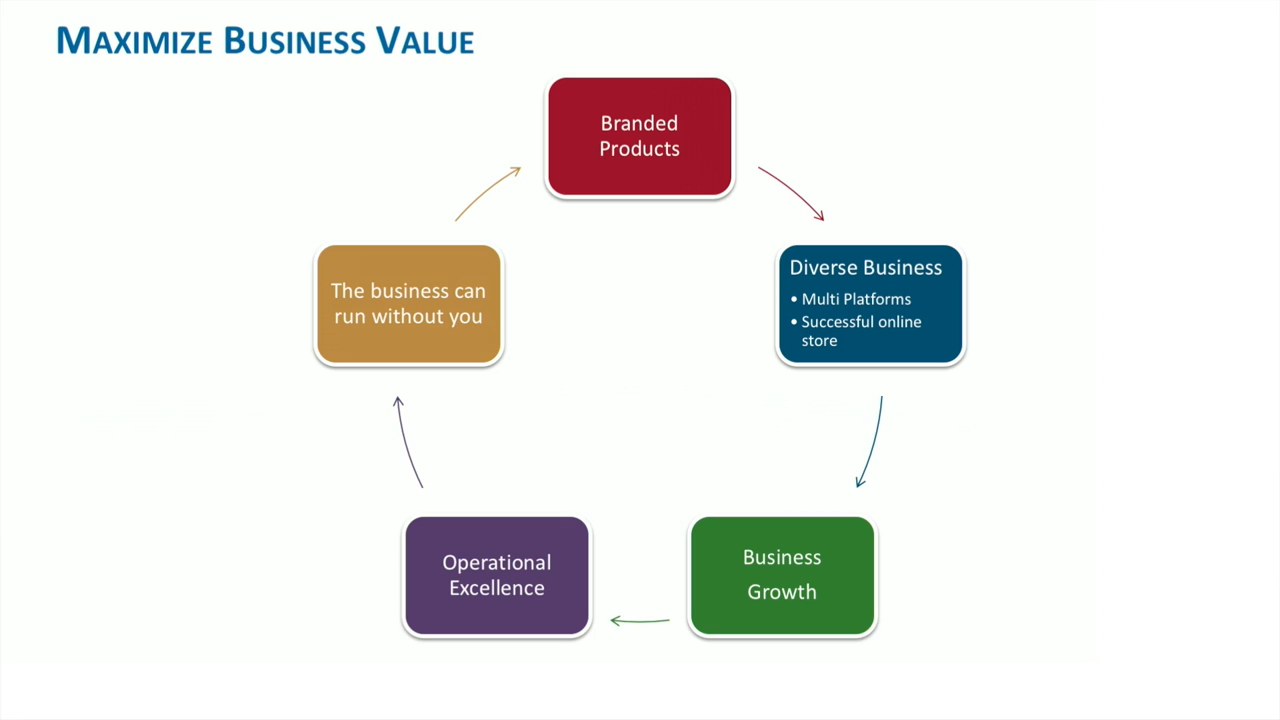 MAXIMIZE BUSINESS VALUE
Branded
Products
Diverse Business
• Multi Platforms
• Successful online
store
Business
Growth
Operational
Excellence
The business can
run without you